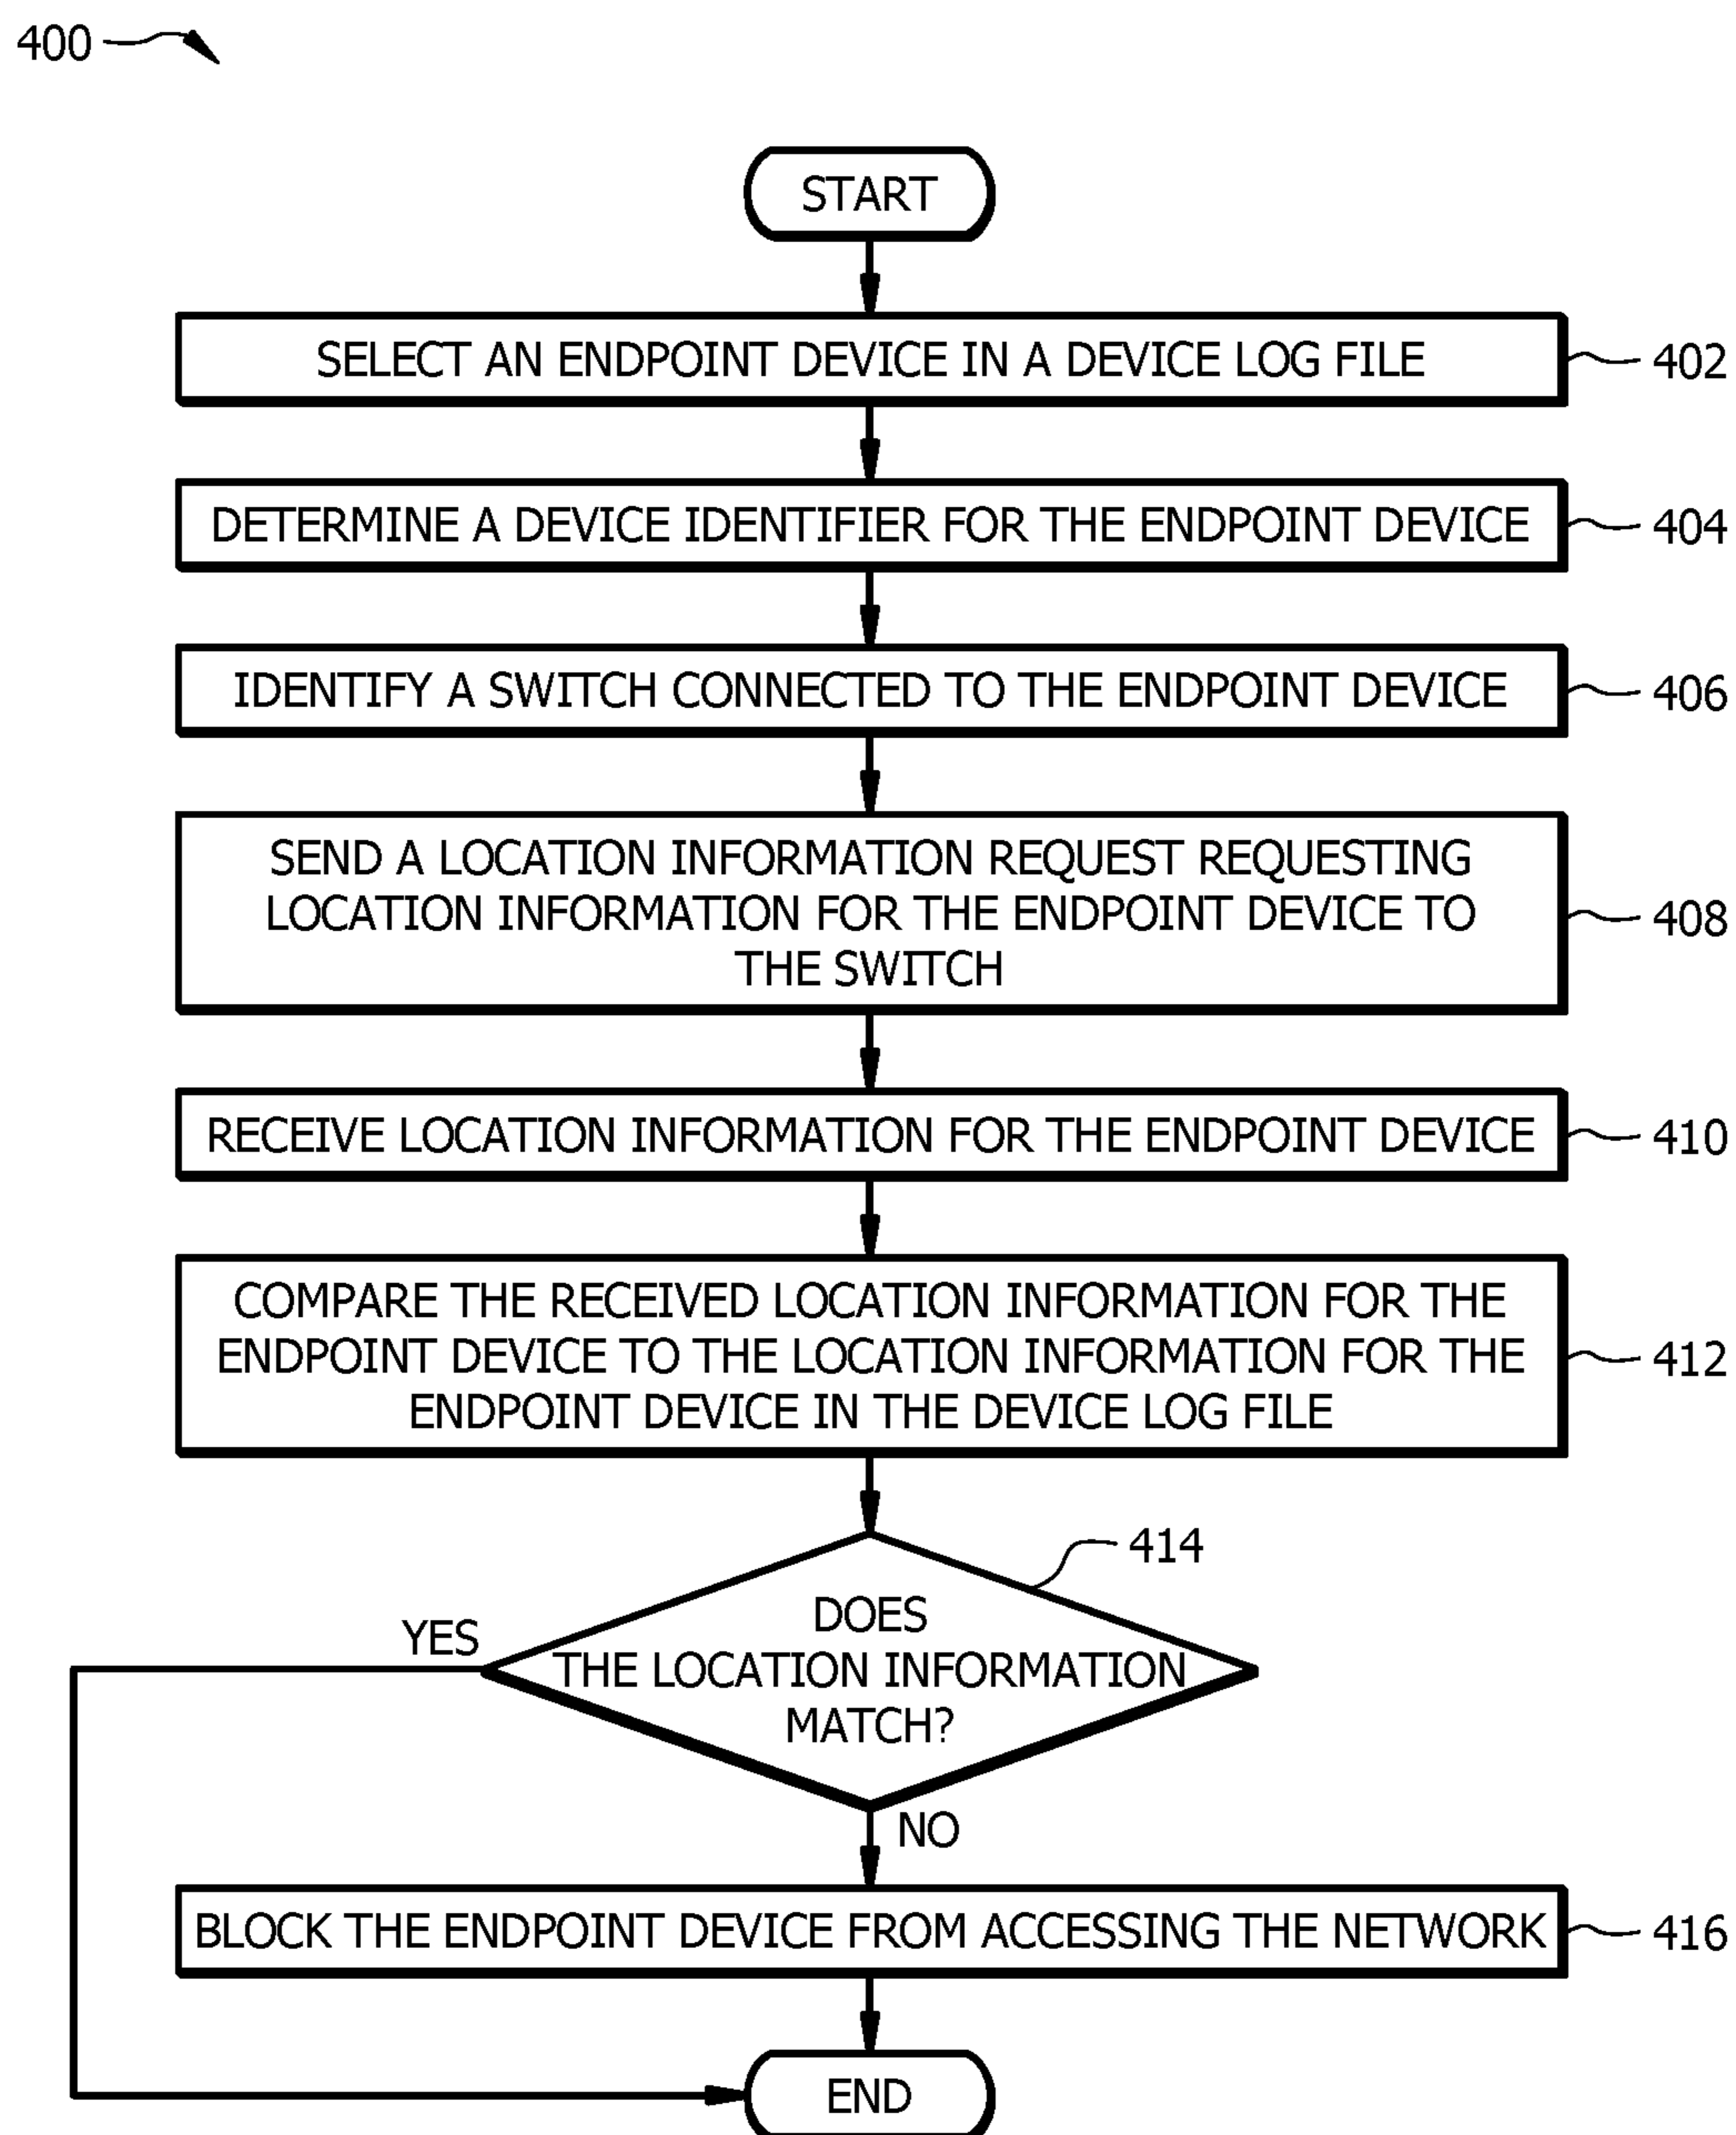 400
START
SELECT AN ENDPOINT DEVICE IN A DEVICE LOG FILE
402
DETERMINE A DEVICE IDENTIFIER FOR THE ENDPOINT DEVICE
404
IDENTIFY A SWITCH CONNECTED TO THE ENDPOINT DEVICE
406
SEND A LOCATION INFORMATION REQUEST REQUESTING
LOCATION INFORMATION FOR THE ENDPOINT DEVICE TO
THE SWITCH
408
RECEIVE LOCATION INFORMATION FOR THE ENDPOINT DEVICE
410
COMPARE THE RECEIVED LOCATION INFORMATION FOR THE
ENDPOINT DEVICE TO THE LOCATION INFORMATION FOR THE
ENDPOINT DEVICE IN THE DEVICE LOG FILE
412
414
DOES
THE LOCATION INFORMATION
MATCH?
YES
NO
BLOCK THE ENDPOINT DEVICE FROM ACCESSING THE NETWORK
416
END